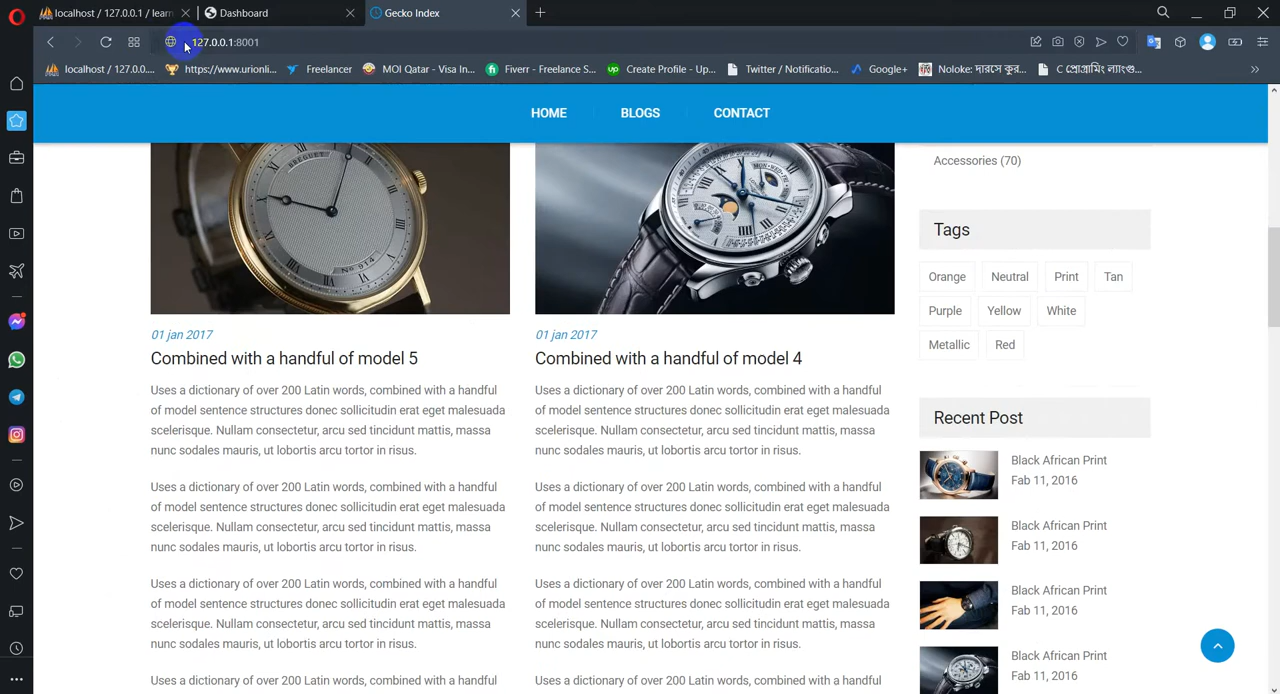 localhost / 127.0.0.1 / learn
Dashboard
Gecko Index
127.0.0.1:8001
localhost / 127.0.0....
https://www.urionli...
Freelancer
MOI Qatar - Visa In...
Fiverr - Freelance S...
Create Profile - Up...
Twitter / Notificatio...
Google+
Noloke: দারসে কুর...
C প্রোগ্রামিং ল্যাংগু...
HOME
BLOGS
CONTACT
BREGUET
No 914
MON WED FRI
Accessories (70)
Tags
Orange
Neutral
Print
Tan
Purple
Yellow
White
Metallic
Red
01 jan 2017
Combined with a handful of model 5
Uses a dictionary of over 200 Latin words, combined with a handful
of model sentence structures donec sollicitudin erat eget malesuada
scelerisque. Nullam consectetur, arcu sed tincidunt mattis, massa
nunc sodales mauris, ut lobortis arcu tortor in risus.
Uses a dictionary of over 200 Latin words, combined with a handful
of model sentence structures donec sollicitudin erat eget malesuada
scelerisque. Nullam consectetur, arcu sed tincidunt mattis, massa
nunc sodales mauris, ut lobortis arcu tortor in risus.
Uses a dictionary of over 200 Latin words, combined with a handful
of model sentence structures donec sollicitudin erat eget malesuada
scelerisque. Nullam consectetur, arcu sed tincidunt mattis, massa
nunc sodales mauris, ut lobortis arcu tortor in risus.
Uses a dictionary of over 200 Latin words, combined with a handful
01 jan 2017
Combined with a handful of model 4
Uses a dictionary of over 200 Latin words, combined with a handful
of model sentence structures donec sollicitudin erat eget malesuada
scelerisque. Nullam consectetur, arcu sed tincidunt mattis, massa
nunc sodales mauris, ut lobortis arcu tortor in risus.
Uses a dictionary of over 200 Latin words, combined with a handful
of model sentence structures donec sollicitudin erat eget malesuada
scelerisque. Nullam consectetur, arcu sed tincidunt mattis, massa
nunc sodales mauris, ut lobortis arcu tortor in risus.
Uses a dictionary of over 200 Latin words, combined with a handful
of model sentence structures donec sollicitudin erat eget malesuada
scelerisque. Nullam consectetur, arcu sed tincidunt mattis, massa
nunc sodales mauris, ut lobortis arcu tortor in risus.
Uses a dictionary of over 200 Latin words, combined with a handful
Recent Post
Black African Print
Fab 11, 2016
Black African Print
Fab 11, 2016
Black African Print
Fab 11, 2016
Black African Print
Fab 11, 2016